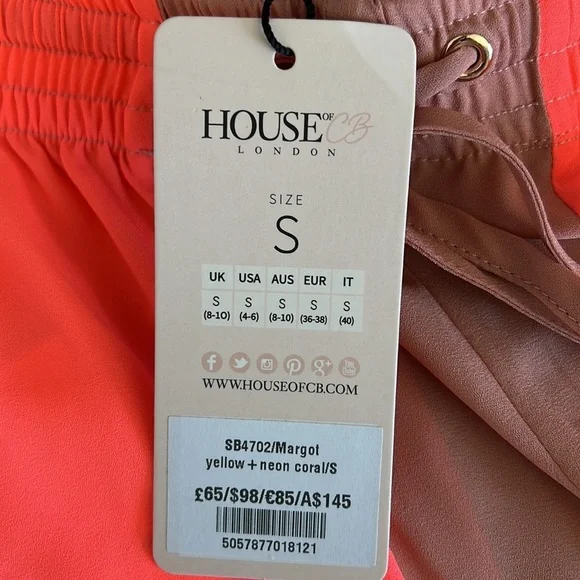 HOUSE OF CB
LONDON
SIZE
S
UK USA AUS EUR IT
S S S S S
(8-10) (4-6) (8-10) (36-38) (40)
WWW.HOUSEOFCB.COM
SB4702/Margot
yellow+neon coral/S
£65/$98/€85/A$145
5057877018121